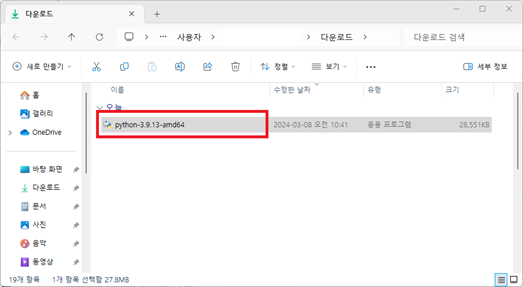 다운로드
사용자
다운로드
다운로드 검색
새로 만들기
정렬
보기
세부 정보
홈
갤러리
OneDrive
바탕 화면
다운로드
문서
사진
음악
동영상
이름
수정한 날짜
유형
크기
오늘
python-3.9.13-amd64
2024-03-08 오전 10:41
응용 프로그램
28,551KB
19개 항목
1개 항목 선택함 27.8MB